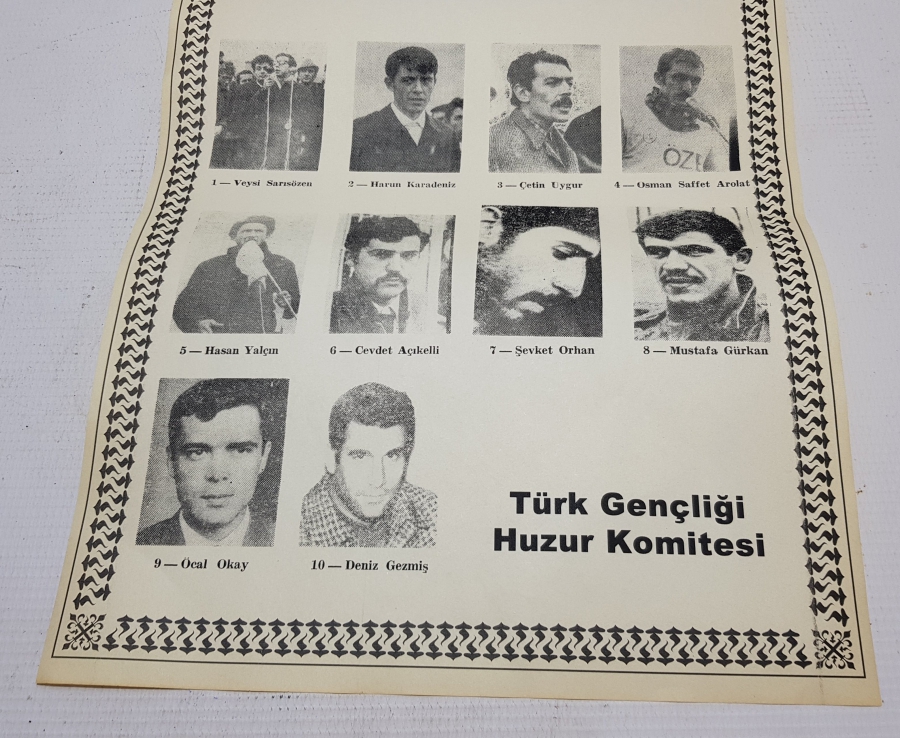 1 — Veysi Sarısözen
2 — Harun Karadeniz
3 — Çetin Uygur
4 — Osman Saffet Arolat
ÖZE
5 — Hasan Yalçın
6 — Cevdet Açıkelli
7 — Şevket Orhan
8 — Mustafa Gürkan
9 — Öcal Okay
10 — Deniz Gezmiş
Türk Gençliği
Huzur Komitesi